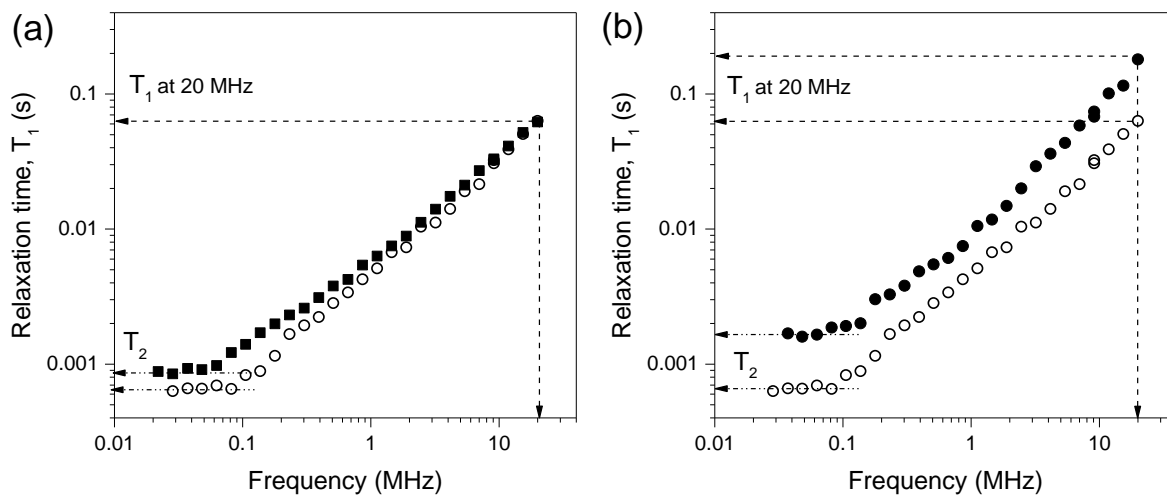 (a)
T1 at 20 MHz
T2
0.1
0.01
0.001
0.01 0.1 1 10
Relaxation time, T1 (s)
Frequency (MHz)
(b)
T1 at 20 MHz
T2
0.1
0.01
0.001
0.01 0.1 1 10
Relaxation time, T1 (s)
Frequency (MHz)